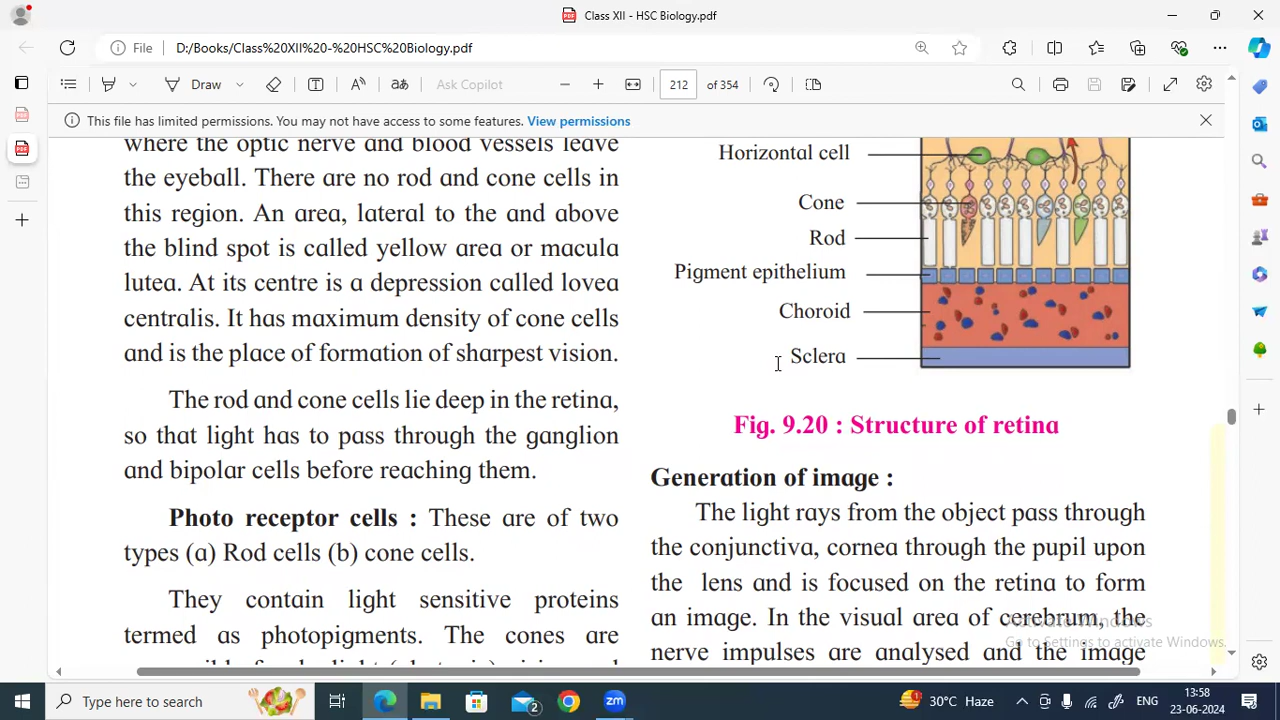 Class XII - HSC Biology.pdf
File
D:/Books/Class%20XII%20-%20HSC%20Biology.pdf
Draw
Ask Copilot
212
of 354
This file has limited permissions. You may not have access to some features. View permissions
where the optic nerve and blood vessels leave
the eyeball. There are no rod and cone cells in
this region. An area, lateral to the and above
the blind spot is called yellow area or macula
lutea. At its centre is a depression called lovea
centralis. It has maximum density of cone cells
and is the place of formation of sharpest vision.
The rod and cone cells lie deep in the retina,
so that light has to pass through the ganglion
and bipolar cells before reaching them.
Photo receptor cells : These are of two
types (a) Rod cells (b) cone cells.
They contain light sensitive proteins
termed as photopigments. The cones are
Horizontal cell
Cone
Rod
Pigment epithelium
Choroid
Sclera
Fig. 9.20 : Structure of retina
Generation of image :
The light rays from the object pass through
the conjunctiva, cornea through the pupil upon
the lens and is focused on the retina to form
an image. In the visual area of cerebrum, the
nerve impulses are analysed and the image
Activate Windows
Go to Settings to activate Windows.
Type here to search
2
zm
30°C Haze
ENG
13:58
23-06-2024